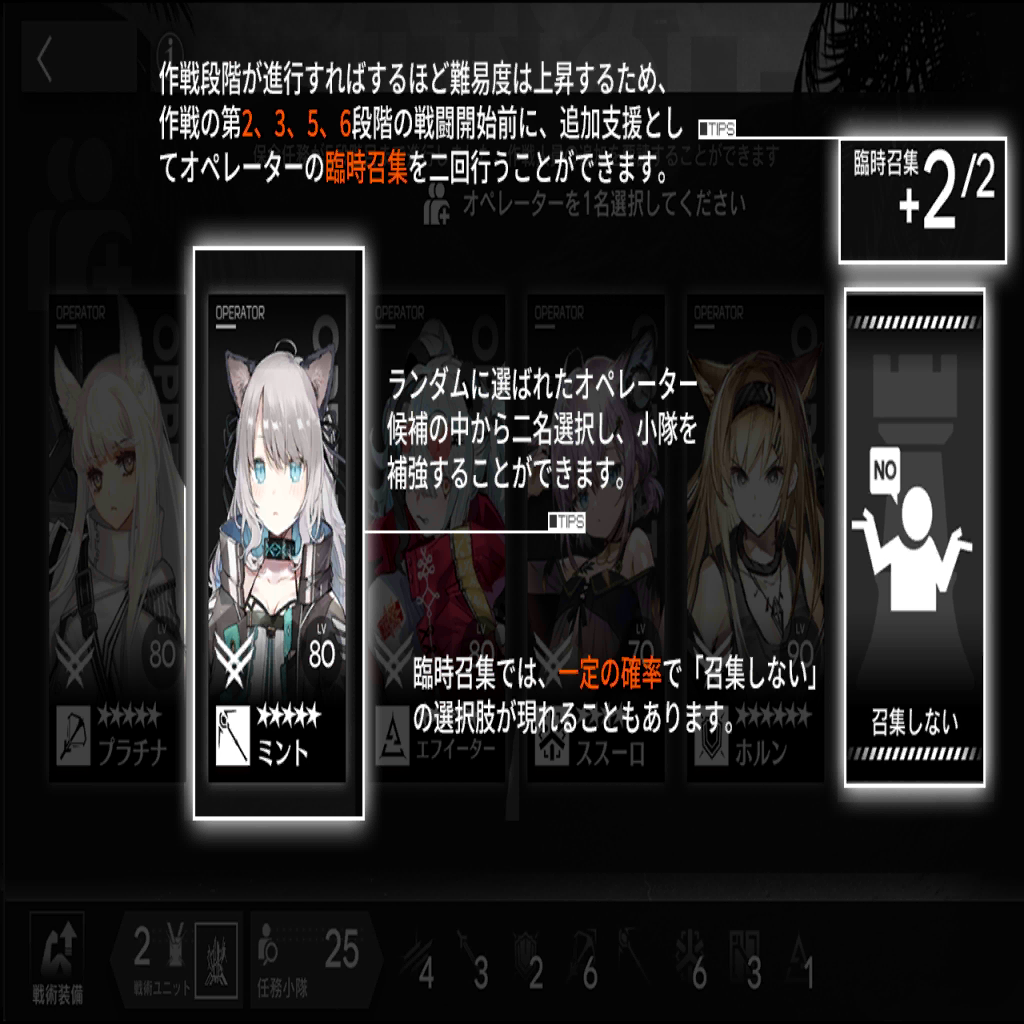 作戦段階が進行すればするほど難易度は上昇するため、
作戦の第2、3、5、6段階の戦闘開始前に、追加支援とし
てオペレーターの臨時召集を二回行うことができます。
TIPS
臨時召集
+2/2
オペレーターを1名選択してください
OPERATOR
OPERATOR
OPERATOR
OPERATOR
OPERATOR
ランダムに選ばれたオペレーター
候補の中から二名選択し、小隊を
補強することができます。
TIPS
NO
LV
80
LV
80
LV
80
LV
70
LV
90
臨時召集では、一定の確率で「召集しない」
の選択肢が現れることもあります。
プラチナ
ミント
エフイーター
ススーロ
ホルン
召集しない
戦術装備
2
戦術ユニット
25
任務小隊
4
3
2
6
6
3
1